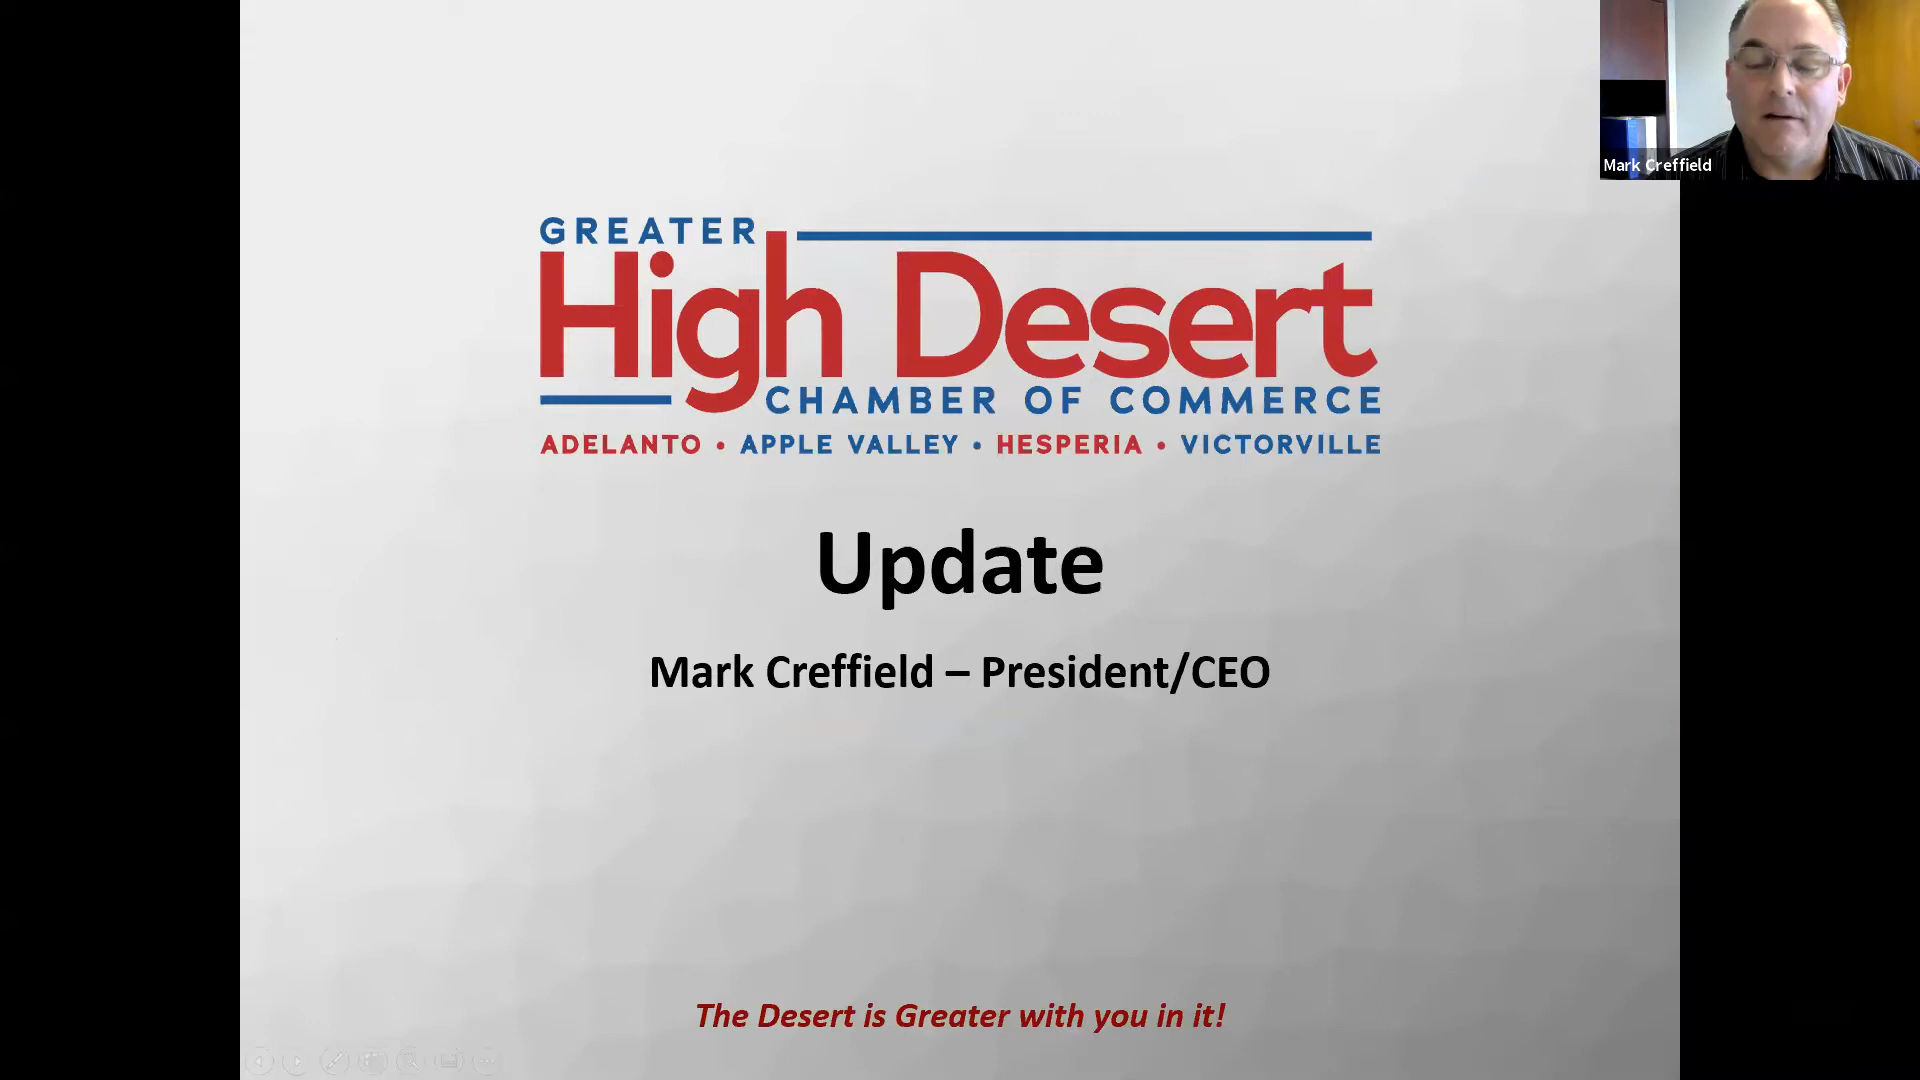 Mark Creffield
GREATER
High Desert
CHAMBER OF COMMERCE
ADELANTO • APPLE VALLEY • HESPERIA • VICTORVILLE
Update
Mark Creffield – President/CEO
The Desert is Greater with you in it!